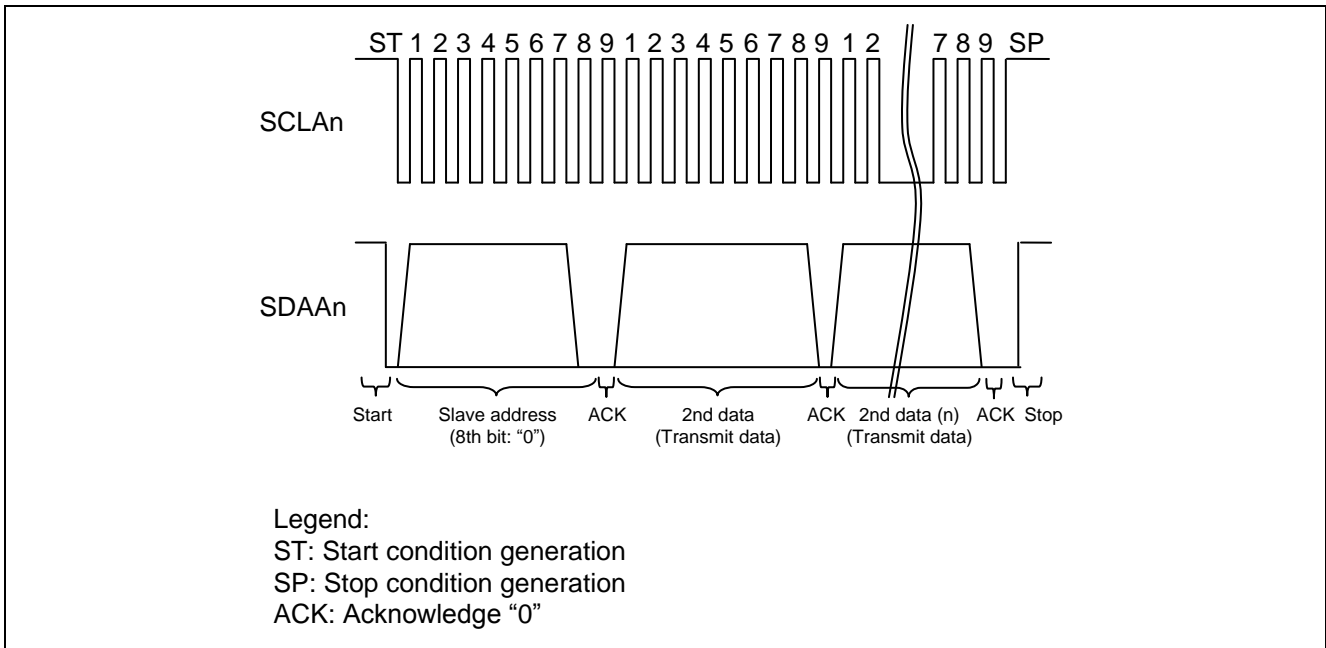 ST 1 2 3 4 5 6 7 8 9 1 2 3 4 5 6 7 8 9 1 2 7 8 9 SP
SCLAn
SDAAn
Start Slave address ACK 2nd data ACK 2nd data (n) ACK Stop
(8th bit: “0”) (Transmit data) (Transmit data)
Legend:
ST: Start condition generation
SP: Stop condition generation
ACK: Acknowledge “0”